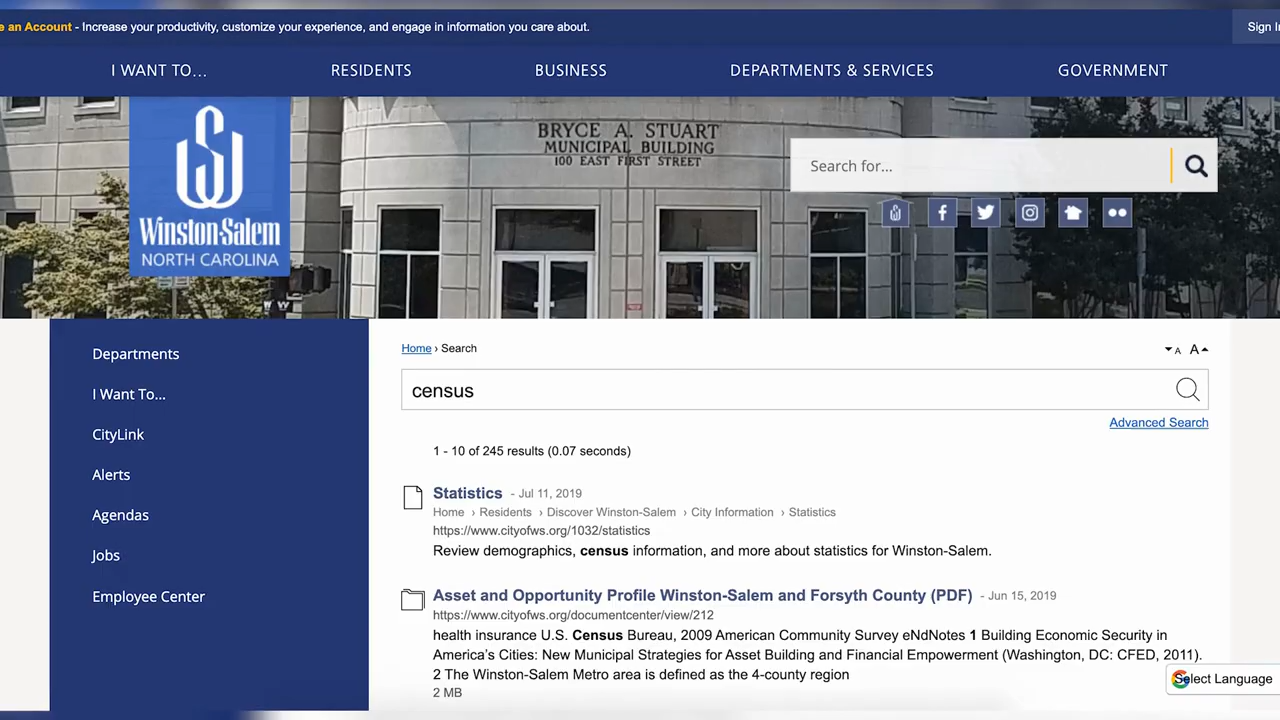 e an Account - Increase your productivity, customize your experience, and engage in information you care about.
Sign I
I WANT TO...
RESIDENTS
BUSINESS
DEPARTMENTS & SERVICES
GOVERNMENT
BRYCE A. STUART
MUNICIPAL BUILDING
100 EAST FIRST STREET
Winston-Salem
NORTH CAROLINA
Search for...
Departments
I Want To...
CityLink
Alerts
Agendas
Jobs
Employee Center
Home › Search
A A
census
Advanced Search
1 - 10 of 245 results (0.07 seconds)
Statistics - Jul 11, 2019
Home › Residents › Discover Winston-Salem › City Information › Statistics
https://www.cityofws.org/1032/statistics
Review demographics, census information, and more about statistics for Winston-Salem.
Asset and Opportunity Profile Winston-Salem and Forsyth County (PDF) - Jun 15, 2019
https://www.cityofws.org/documentcenter/view/212
health insurance U.S. Census Bureau, 2009 American Community Survey eNdNotes 1 Building Economic Security in
America's Cities: New Municipal Strategies for Asset Building and Financial Empowerment (Washington, DC: CFED, 2011).
2 The Winston-Salem Metro area is defined as the 4-county region
2 MB
Select Language